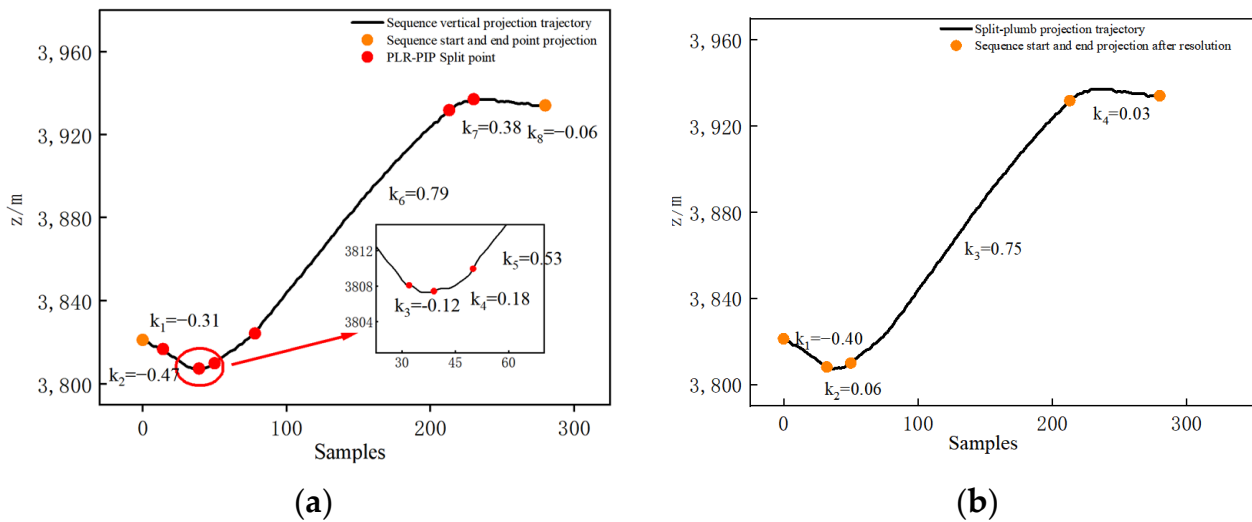 Sequence vertical projection trajectory
Sequence start and end point projection
PLR-PIP Split point
3,960
3,920
3,880
3,840
3,800
z/m
k7=0.38
k8=−0.06
k6=0.79
k1=−0.31
k2=−0.47
3812
3808
3804
k5=0.53
k3=-0.12
k4=0.18
30
45
60
0
100
200
300
Samples
(a)
Split-plumb projection trajectory
Sequence start and end projection after resolution
3,960
3,920
3,880
3,840
3,800
z/m
k4=0.03
k3=0.75
k1=−0.40
k2=0.06
0
100
200
300
Samples
(b)